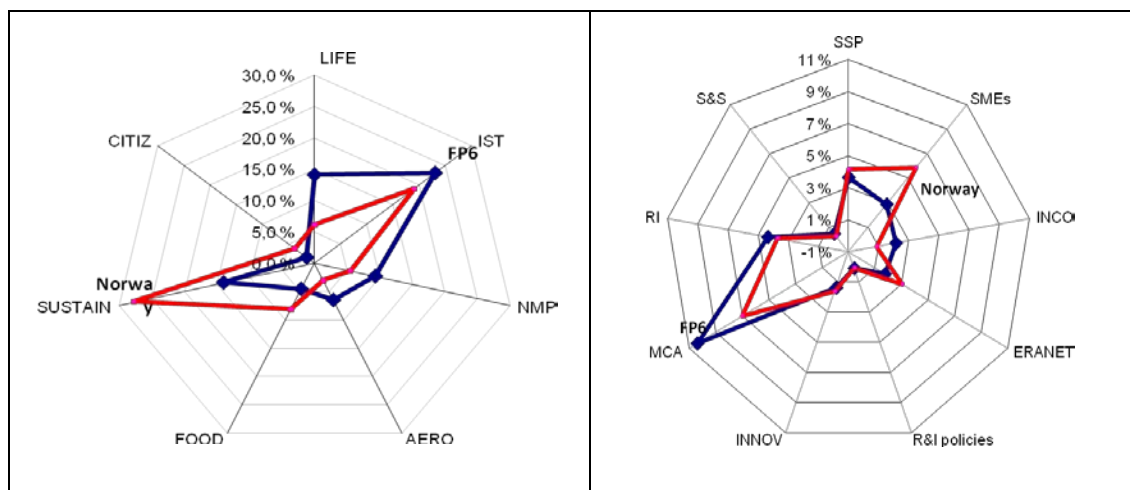 LIFE
30,0 %
25,0 %
20,0 %
15,0 %
10,0 %
5,0 %
0,0 %
CITIZ
IST
FP6
Norwa
y
SUSTAIN
NMP
FOOD
AERO
SSP
11 %
9 %
7 %
5 %
3 %
1 %
-1 %
S&S
SMEs
Norway
RI
INCO
FP6
MCA
ERANET
INNOV
R&I policies